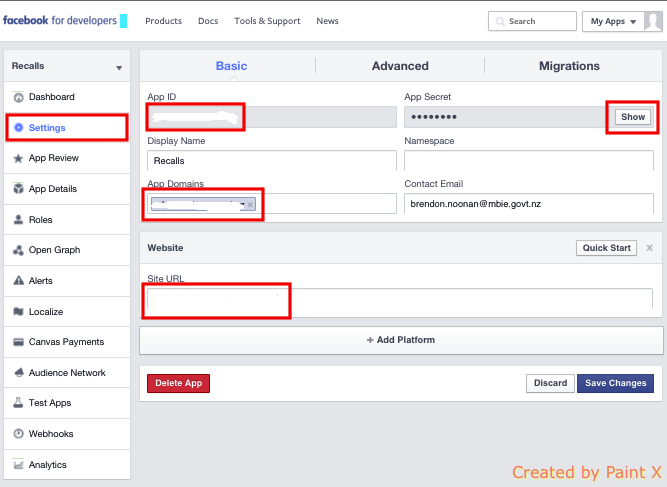 facebook for developers Products Docs Tools & Support News Search My Apps
Recalls Basic Advanced Migrations
Dashboard
Settings
App Review
App Details
Roles
Open Graph
Alerts
Localize
Canvas Payments
Audience Network
Test Apps
Webhooks
Analytics
App ID App Secret
•••••••• Show
Display Name Namespace
Recalls
App Domains Contact Email
brendon.noonan@mbie.govt.nz
Website Quick Start
Site URL
+ Add Platform
Delete App Discard Save Changes
Created by Paint X